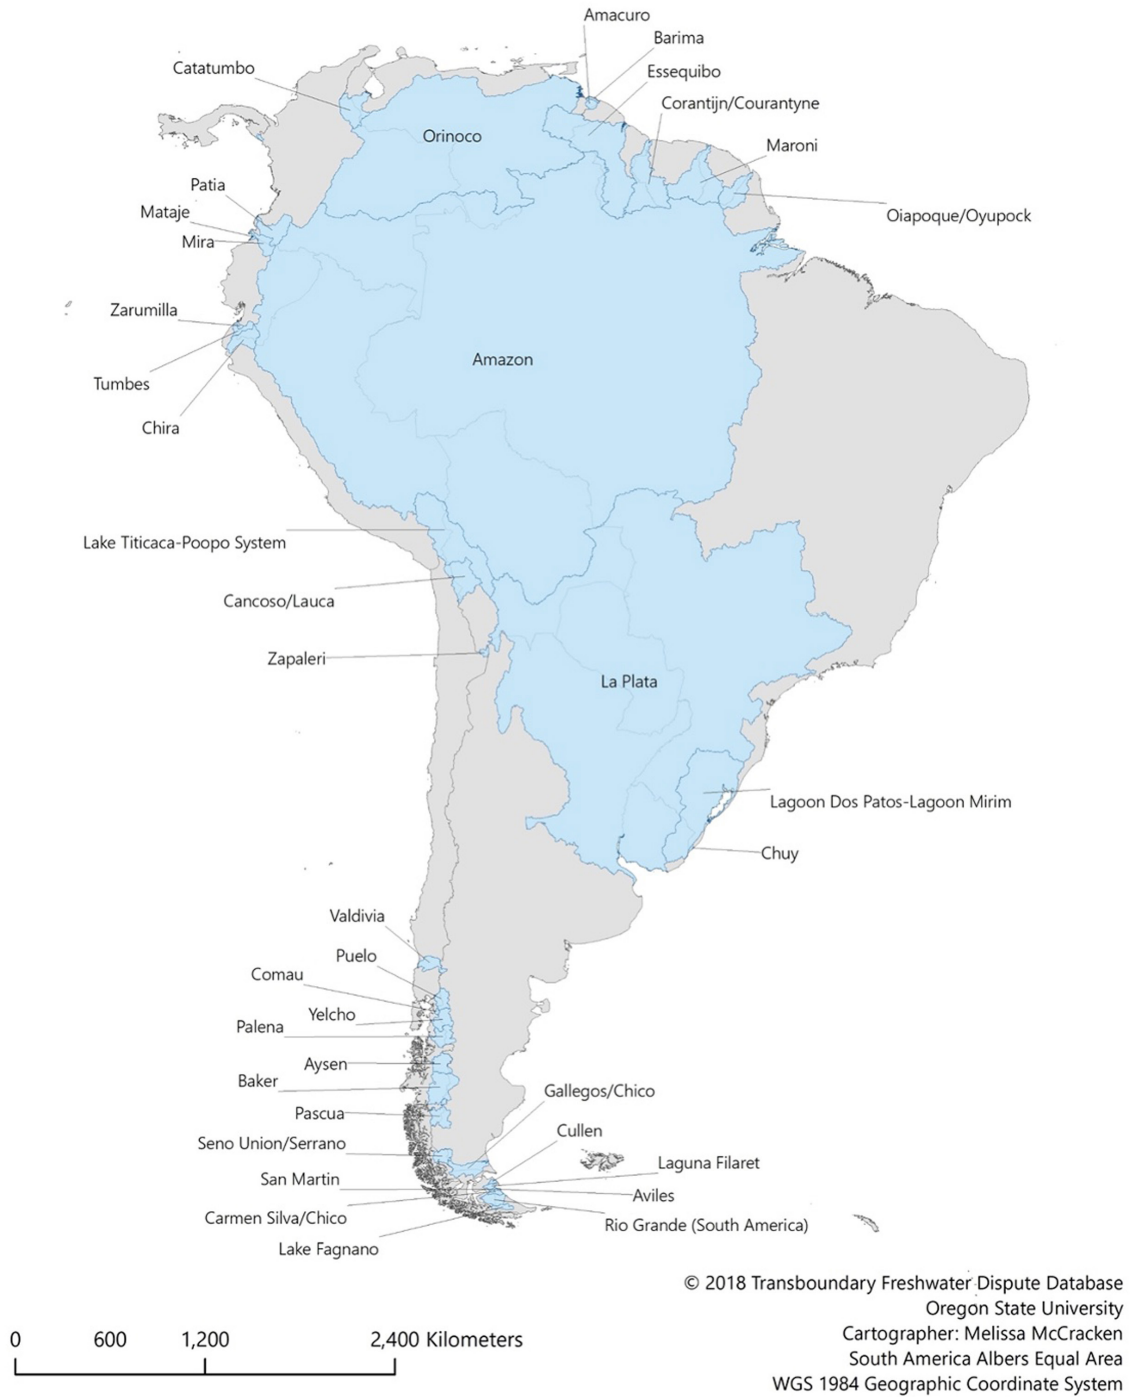 Amacuro
Barima
Catatumbo
Essequibo
Corantijn/Courantyne
Orinoco
Maroni
Patia
Mataje
Oiapoque/Oyupock
Mira
Zarumilla
Amazon
Tumbes
Chira
Lake Titicaca-Poopo System
Cancoso/Lauca
Zapaleri
La Plata
Lagoon Dos Patos-Lagoon Mirim
Chuy
Valdivia
Puelo
Comau
Yelcho
Palena
Aysen
Baker
Gallegos/Chico
Pascua
Cullen
Seno Union/Serrano
Laguna Filaret
San Martin
Aviles
Carmen Silva/Chico
Rio Grande (South America)
Lake Fagnano
© 2018 Transboundary Freshwater Dispute Database
Oregon State University
Cartographer: Melissa McCracken
South America Albers Equal Area
WGS 1984 Geographic Coordinate System
0 600 1,200 2,400 Kilometers